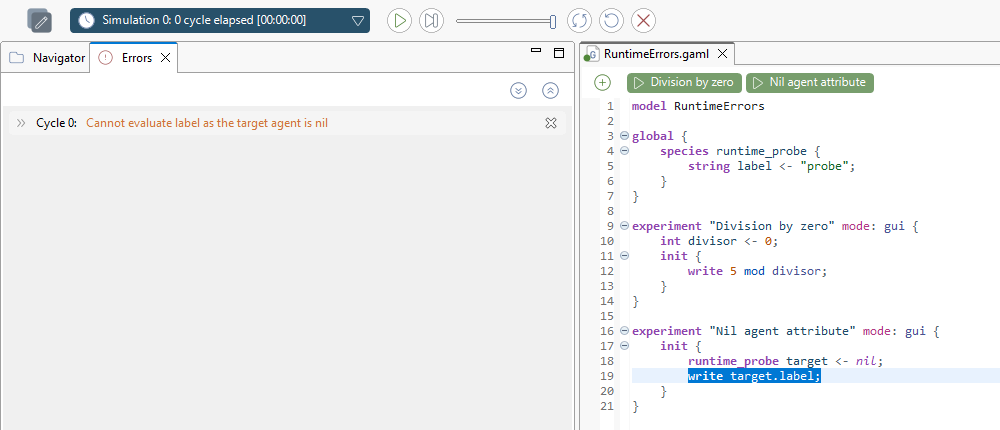 Simulation 0: 0 cycle elapsed [00:00:00]
Navigator
Errors
Cycle 0: Cannot evaluate label as the target agent is nil
RuntimeErrors.gaml
Division by zero
Nil agent attribute
1 model RuntimeErrors
2
3 global {
4 species runtime_probe {
5 string label <- "probe";
6 }
7 }
8
9 experiment "Division by zero" mode: gui {
10 int divisor <- 0;
11 init {
12 write 5 mod divisor;
13 }
14 }
15
16 experiment "Nil agent attribute" mode: gui {
17 init {
18 runtime_probe target <- nil;
19 write target.label;
20 }
21 }